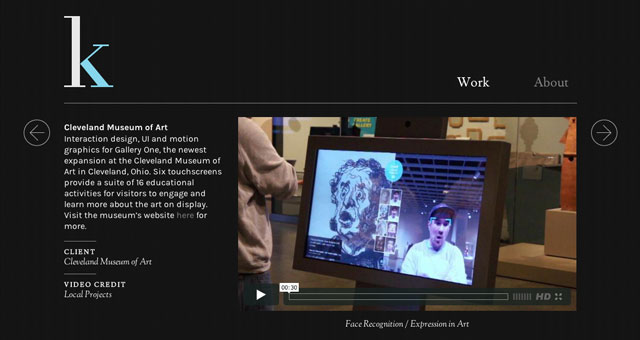 k
Work
About
Cleveland Museum of Art
Interaction design, UI and motion
graphics for Gallery One, the newest
expansion at the Cleveland Museum of
Art in Cleveland, Ohio. Six touchscreens
provide a suite of 16 educational
activities for visitors to engage and
learn more about the art on display.
Visit the museum's website here for
more.
CLIENT
Cleveland Museum of Art
VIDEO CREDIT
Local Projects
CREATE
GALLERY
00:30
HD
Face Recognition / Expression in Art